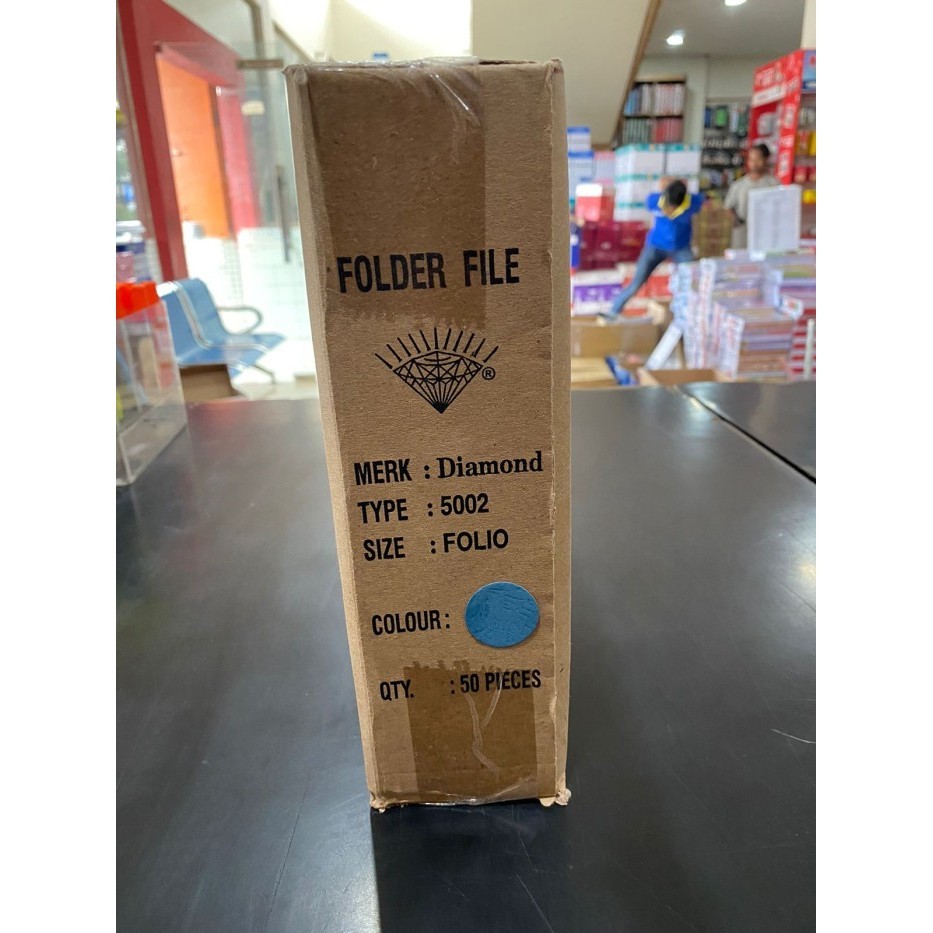 FOLDER FILE
®
MERK : Diamond
TYPE : 5002
SIZE : FOLIO
COLOUR :
QTY. : 50 PIECES